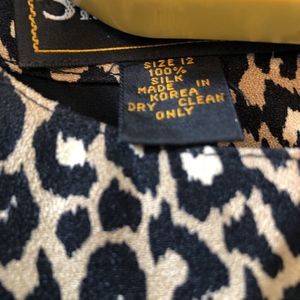 SIZE 12
100%
SILK
MADE IN
KOREA
DRY CLEAN
ONLY